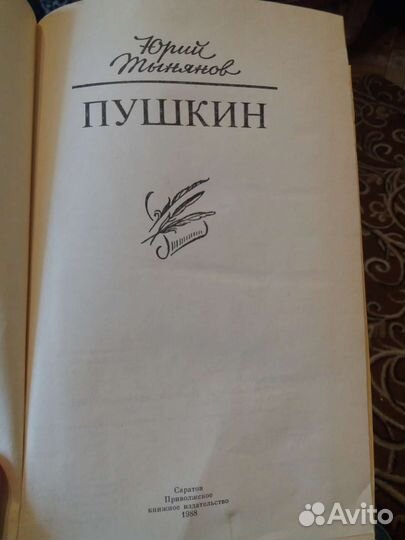 Юрий
Тынянов
ПУШКИН
Саратов
Приволжское
книжное издательство
1988
Avito